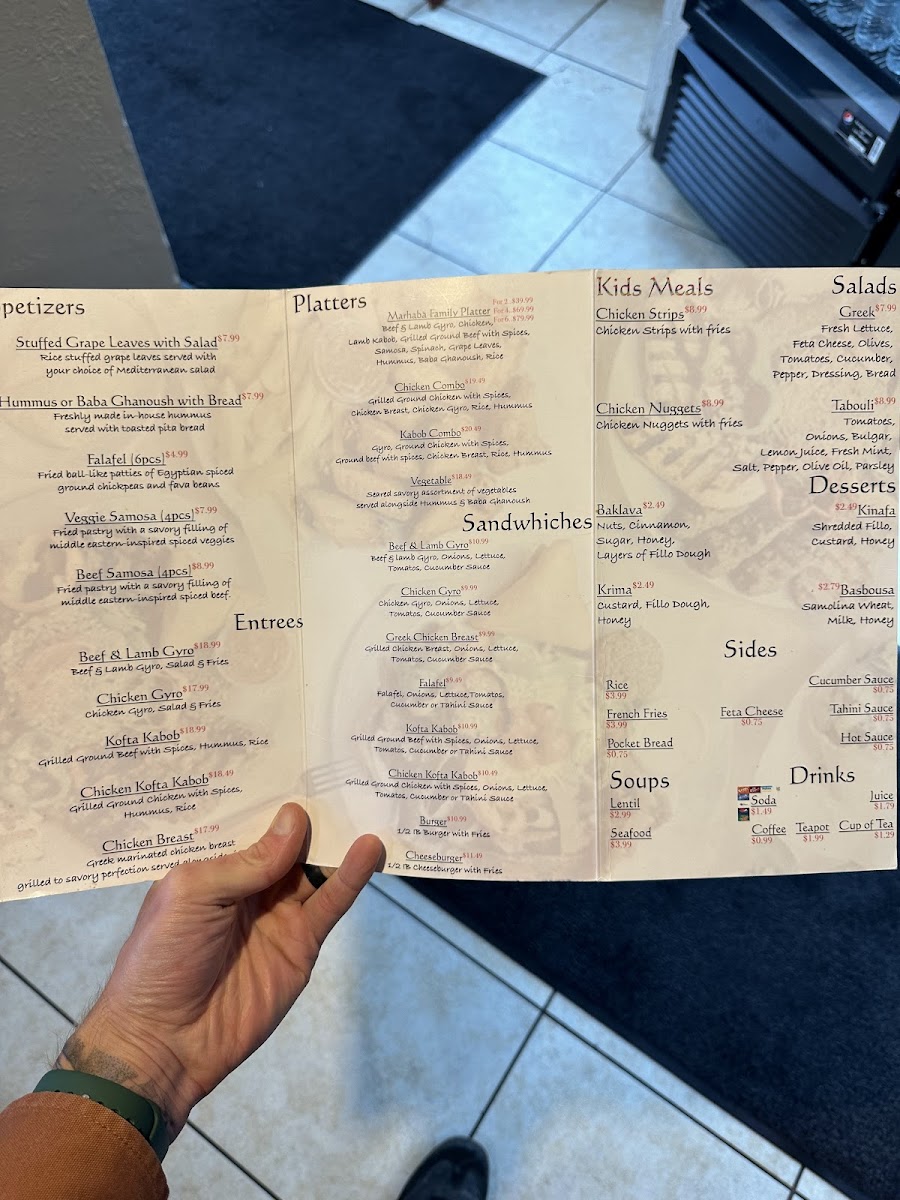 petizers
Stuffed Grape Leaves with Salad $7.99
Rice stuffed grape leaves served with
your choice of Mediterranean salad
Hummus or Baba Ghanoush with Bread $7.99
Freshly made in-house hummus
served with toasted pita bread
Falafel (6pcs) $4.99
Fried ball-like patties of Egyptian spiced
ground chickpeas and fava beans
Veggie Samosa (4pcs) $7.99
Fried pastry with a savory filling of
middle eastern-inspired spiced veggies
Beef Samosa (4pcs) $8.99
Fried pastry with a savory filling of
middle eastern-inspired spiced beef.
Entrees
Beef & Lamb Gyro $18.99
Beef & Lamb Gyro, Salad & Fries
Chicken Gyro $17.99
Chicken Gyro, Salad & Fries
Kofta Kabob $18.99
Grilled Ground Beef with Spices, Hummus, Rice
Chicken Kofta Kabob $18.49
Grilled Ground Chicken with Spices,
Hummus, Rice
Chicken Breast $17.99
Greek marinated chicken breast
grilled to savory perfection served alongside
Platters
Marhaba Family Platter
For 2. $39.99
For 4. $69.99
For 6. $79.99
Beef & Lamb Gyro, Chicken,
Lamb Kabob, Grilled Ground Beef with Spices,
Samosa, Spinach, Grape Leaves,
Hummus, Baba Ghanoush, Rice
Chicken Combo $19.49
Grilled Ground Chicken with Spices,
Chicken Breast, Chicken Gyro, Rice, Hummus
Kabob Combo $20.49
Gyro, Ground Chicken with Spices,
Ground beef with spices, Chicken Breast, Rice, Hummus
Vegetable $18.49
Seared savory assortment of vegetables
served alongside Hummus & Baba Ghanoush
Sandwhiches
Beef & Lamb Gyro $10.99
Beef & lamb Gyro, Onions, Lettuce,
Tomatos, Cucumber Sauce
Chicken Gyro $9.99
Chicken Gyro, Onions, Lettuce,
Tomatos, Cucumber Sauce
Greek Chicken Breast $9.99
Grilled Chicken Breast, Onions, Lettuce,
Tomatos, Cucumber Sauce
Falafel $9.49
Falafel, Onions, Lettuce, Tomatos,
Cucumber or Tahini Sauce
Kofta Kabob $10.99
Grilled Ground Beef with Spices, Onions, Lettuce,
Tomatos, Cucumber or Tahini Sauce
Chicken Kofta Kabob $10.49
Grilled Ground Chicken with Spices, Onions, Lettuce,
Tomatos, Cucumber or Tahini Sauce
Burger $10.99
1/2 lB Burger with Fries
Cheeseburger $11.49
1/2 lB Cheeseburger with Fries
Kids Meals
Chicken Strips $8.99
Chicken Strips with fries
Chicken Nuggets $8.99
Chicken Nuggets with fries
Salads
Greek $7.99
Fresh Lettuce,
Feta Cheese, Olives,
Tomatoes, Cucumber,
Pepper, Dressing, Bread
Tabouli $8.99
Tomatoes,
Onions, Bulgar,
Lemon Juice, Fresh Mint,
Salt, Pepper, Olive Oil, Parsley
Desserts
Baklava $2.49
Nuts, Cinnamon,
Sugar, Honey,
Layers of Fillo Dough
$2.49 Kinafa
Shredded Fillo,
Custard, Honey
Krima $2.49
Custard, Fillo Dough,
Honey
$2.79 Basbousa
Samolina Wheat,
Milk, Honey
Sides
Rice
$3.99
French Fries
$3.99
Pocket Bread
$0.75
Feta Cheese
$0.75
Cucumber Sauce
$0.75
Tahini Sauce
$0.75
Hot Sauce
$0.75
Soups
Lentil
$2.99
Seafood
$3.99
Drinks
Soda
$1.49
Juice
$1.79
Coffee
$0.99
Teapot
$1.99
Cup of Tea
$1.29